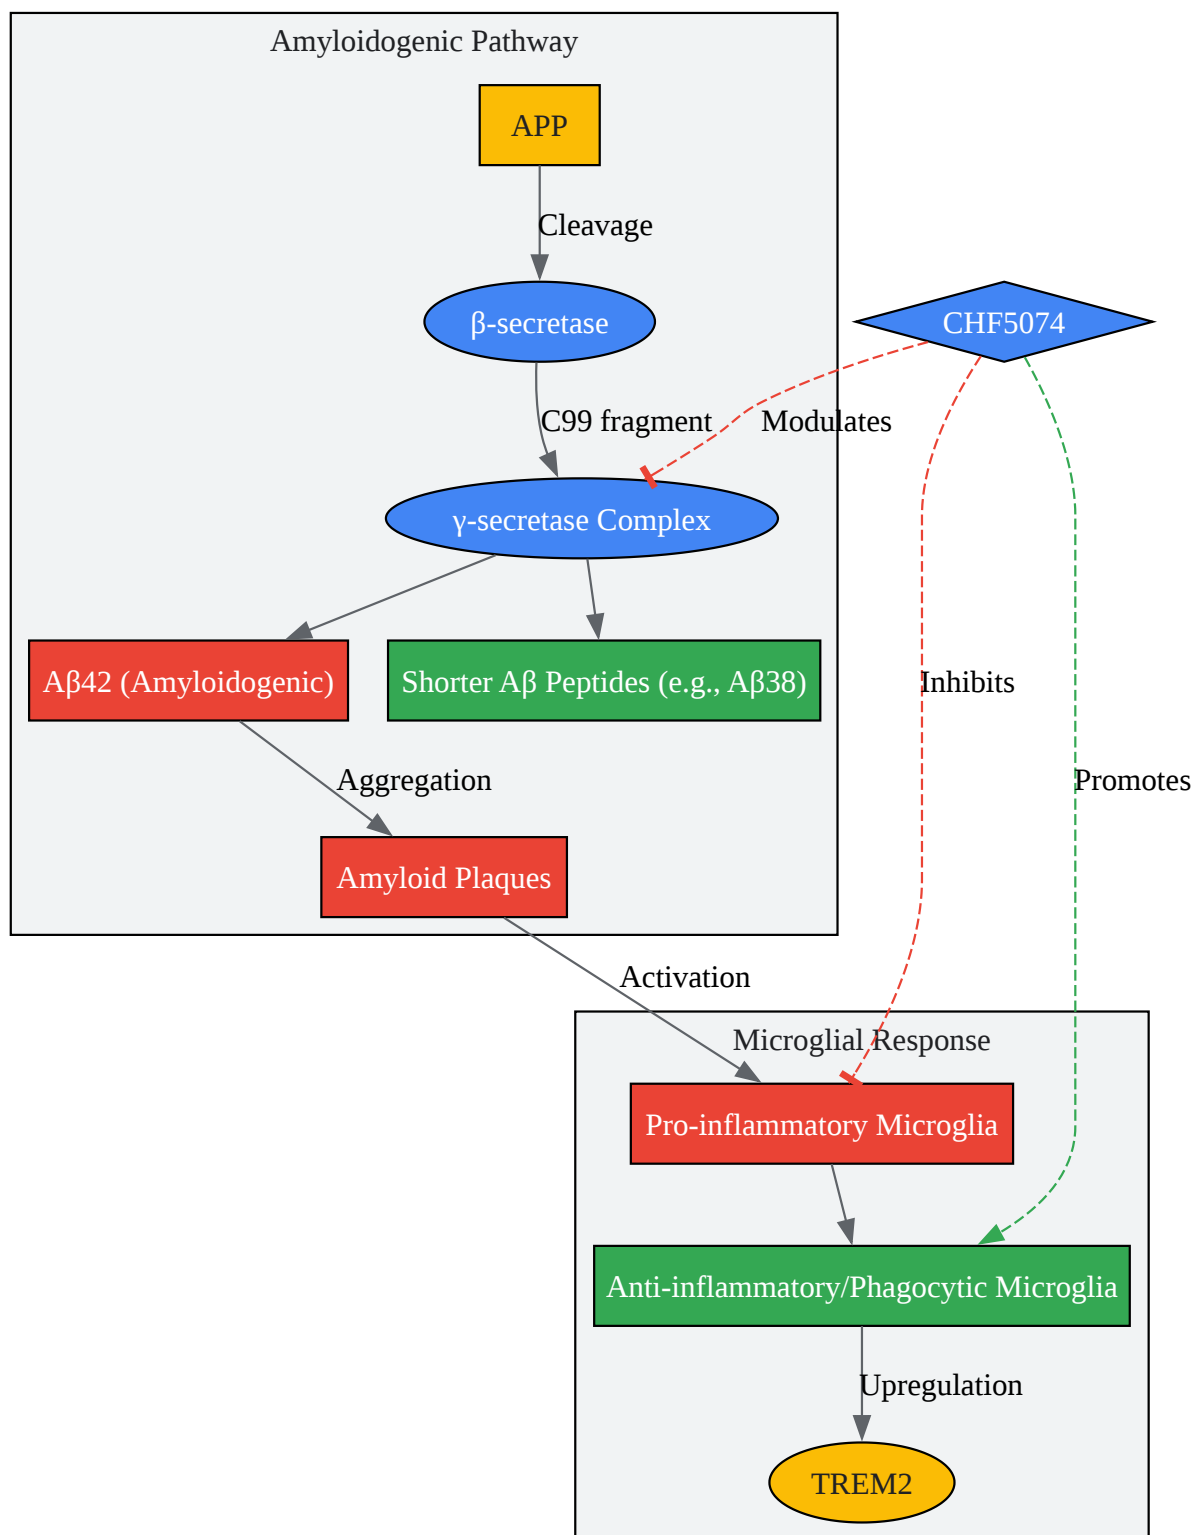 Amyloidogenic Pathway
APP
Cleavage
β-secretase
CHF5074
C99 fragment
Modulates
γ-secretase Complex
Aβ42 (Amyloidogenic)
Shorter Aβ Peptides (e.g., Aβ38)
Inhibits
Aggregation
Promotes
Amyloid Plaques
Activation
Microglial Response
Pro-inflammatory Microglia
Anti-inflammatory/Phagocytic Microglia
Upregulation
TREM2